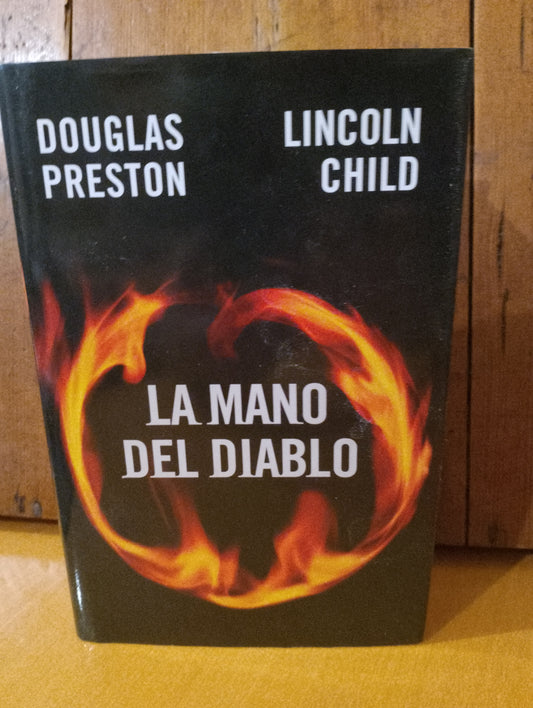 DOUGLAS
PRESTON
LINCOLN
CHILD
LA MANO
DEL DIABLO